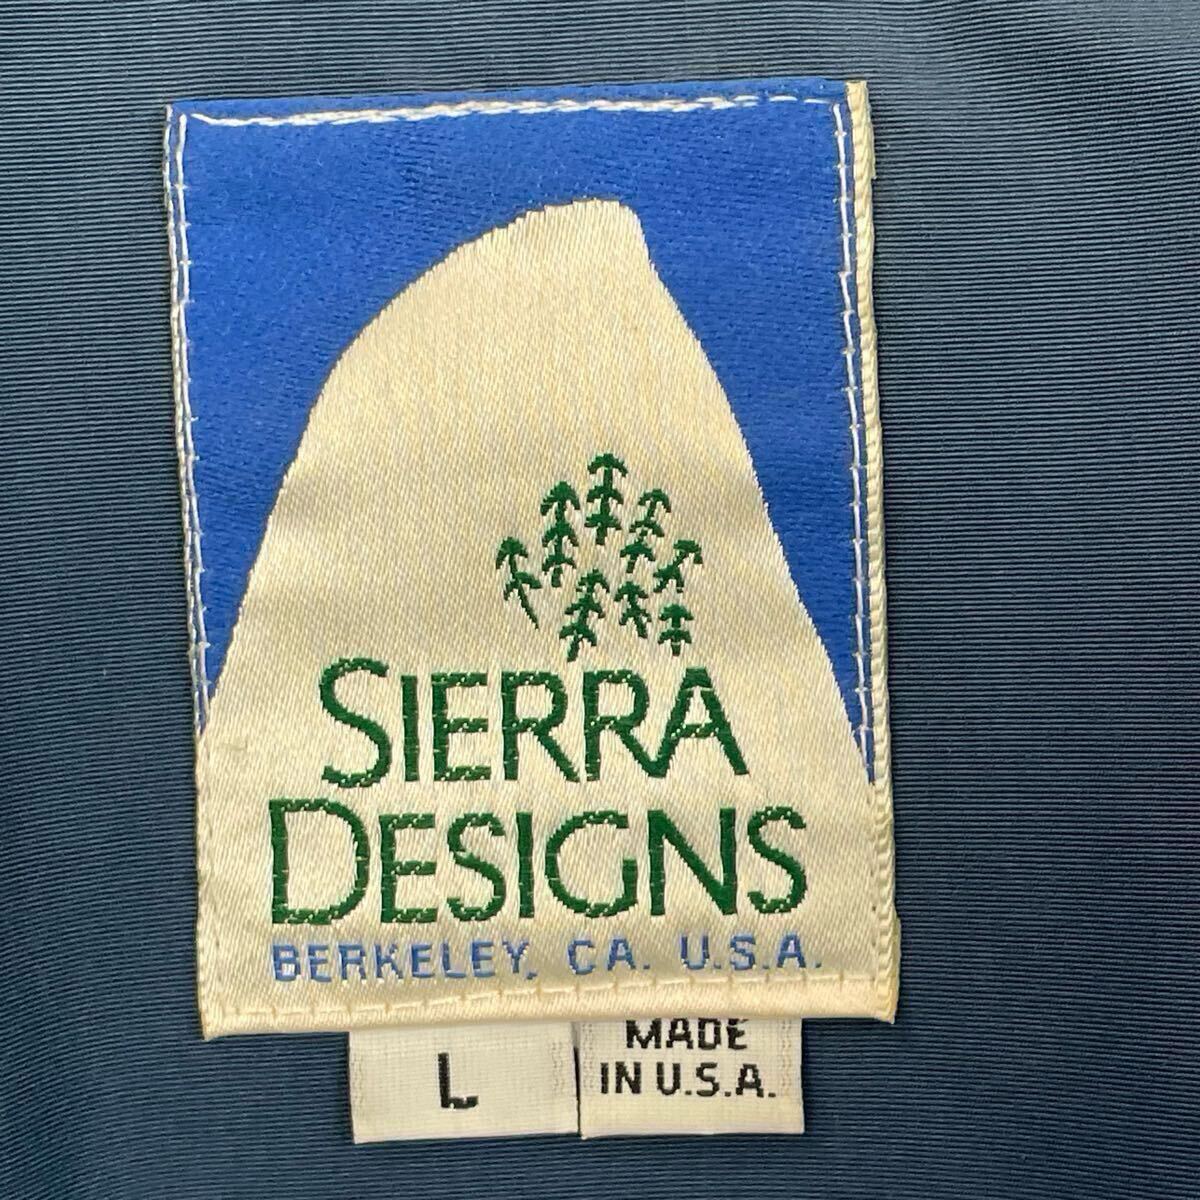 SIERRA
DESIGNS
BERKELEY, CA. U.S.A.
L
MADE
IN U.S.A.